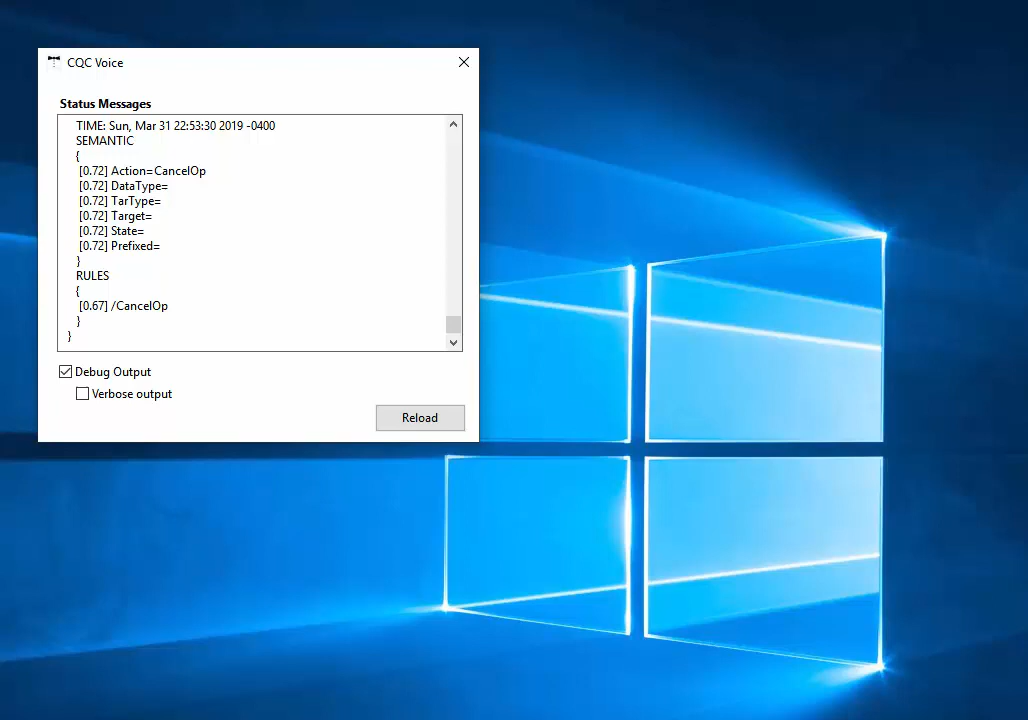 CQC Voice
Status Messages
TIME: Sun, Mar 31 22:53:30 2019 -0400
SEMANTIC
{
[0.72] Action=CancelOp
[0.72] DataType=
[0.72] TarType=
[0.72] Target=
[0.72] State=
[0.72] Prefixed=
}
RULES
{
[0.67] /CancelOp
}
}
Debug Output
Verbose output
Reload